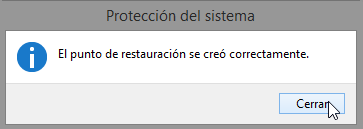 Protección del sistema
El punto de restauración se creó correctamente.
Cerrar